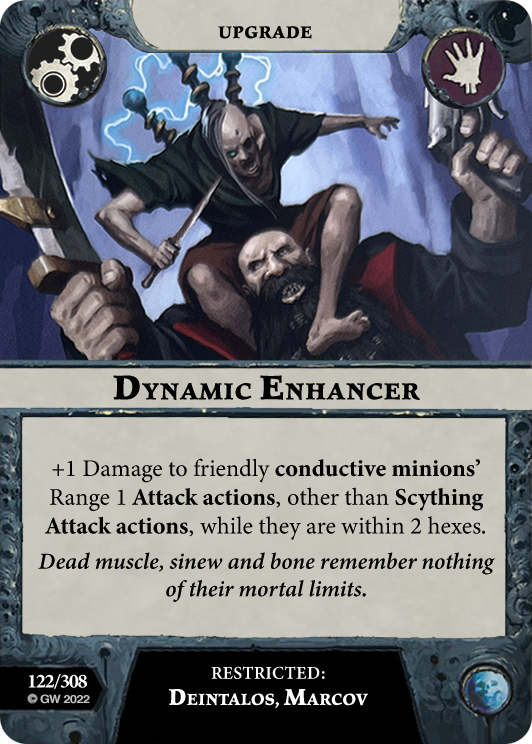 UPGRADE
DYNAMIC ENHANCER
+1 Damage to friendly conductive minions’
Range 1 Attack actions, other than Scything
Attack actions, while they are within 2 hexes.
Dead muscle, sinew and bone remember nothing
of their mortal limits.
122/308
© GW 2022
RESTRICTED:
DEINTALOS, MARCOV